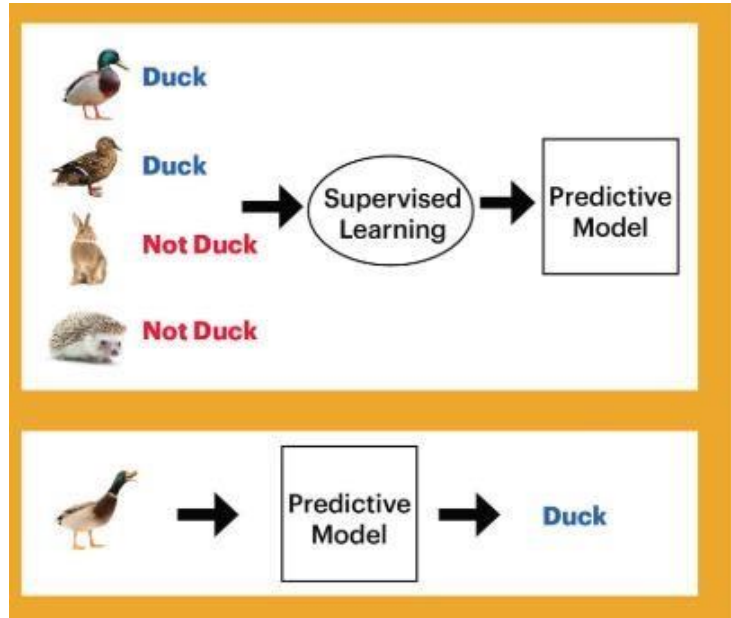 Duck
Duck
Not Duck
Not Duck
Supervised
Learning
Predictive
Model
Predictive
Model
Duck